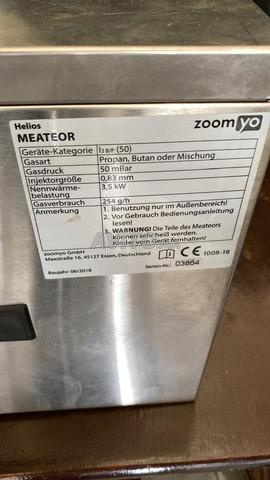 Helios
MEATEOR
zoomyo
Geräte-Kategorie I3 B/P (50)
Gasart Propan, Butan oder Mischung
Gasdruck 50 mBar
Injektorgröße 0,83 mm
Nennwärme-
belastung 3,5 kW
Gasverbrauch 254 g/h
Anmerkung 1. Benutzung nur im Außenbereich!
2. Vor Gebrauch Bedienungsanleitung
lesen!
3. WARNUNG! Die Teile des Meateors
können sehr heiß werden.
Kinder vom Gerät fernhalten!
zoomyo GmbH
Maxstraße 16, 45127 Essen, Deutschland
CE 1008-18
Baujahr: 06/2018
Serien-Nr.: 03864